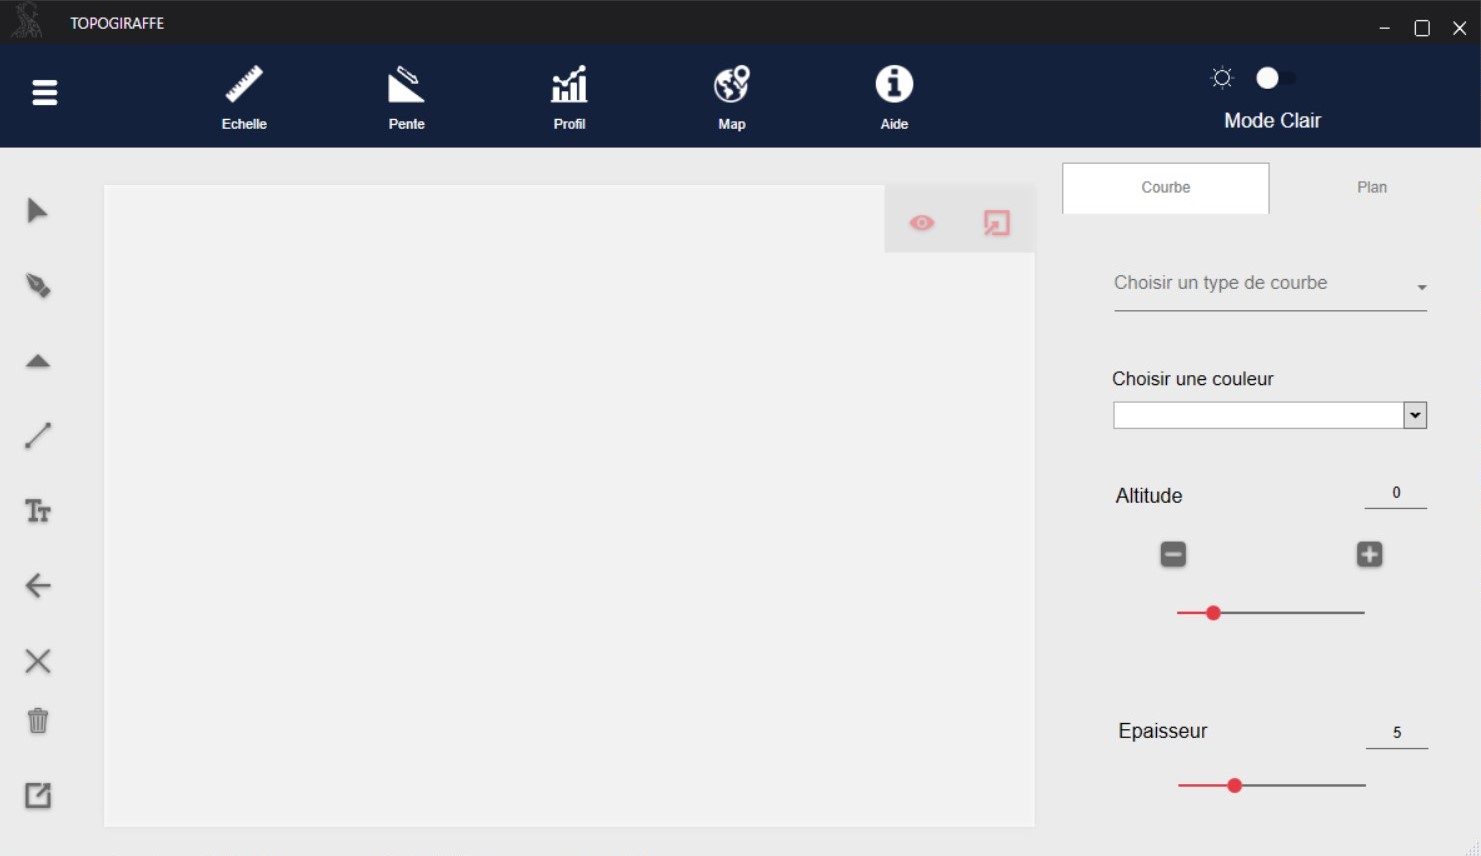 TOPOGIRAFFE
Echelle
Pente
Profil
Map
Aide
Mode Clair
Courbe
Plan
Choisir un type de courbe
Choisir une couleur
Altitude
0
Epaisseur
5